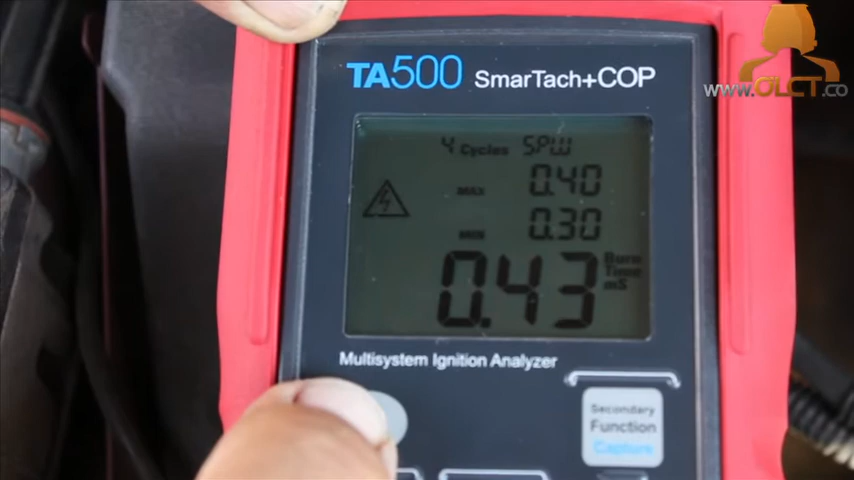 TA500 SmarTach+COP
www.OLCT.co
4 Cycles SPW
MAX 0.40
MIN 0.30
0.43 Burn Time mS
Multisystem Ignition Analyzer
Secondary
Function
Capture